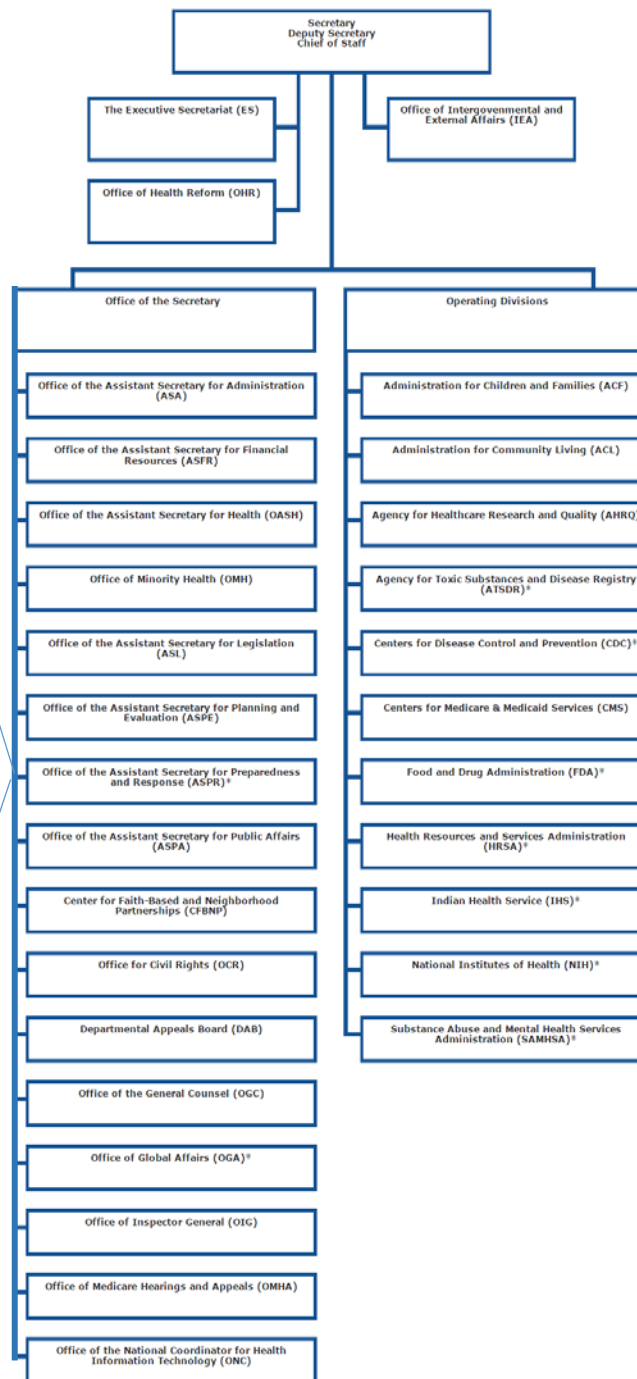 Secretary
Deputy Secretary
Chief of Staff
The Executive Secretariat (ES)
Office of Intergovenmental and
External Affairs (IEA)
Office of Health Reform (OHR)
Office of the Secretary
Office of the Assistant Secretary for Administration
(ASA)
Office of the Assistant Secretary for Financial
Resources (ASFR)
Office of the Assistant Secretary for Health (OASH)
Office of Minority Health (OMH)
Office of the Assistant Secretary for Legislation
(ASL)
Office of the Assistant Secretary for Planning and
Evaluation (ASPE)
Office of the Assistant Secretary for Preparedness
and Response (ASPR)*
Office of the Assistant Secretary for Public Affairs
(ASPA)
Center for Faith-Based and Neighborhood
Partnerships (CFBNP)
Office for Civil Rights (OCR)
Departmental Appeals Board (DAB)
Office of the General Counsel (OGC)
Office of Global Affairs (OGA)*
Office of Inspector General (OIG)
Office of Medicare Hearings and Appeals (OMHA)
Office of the National Coordinator for Health
Information Technology (ONC)
Operating Divisions
Administration for Children and Families (ACF)
Administration for Community Living (ACL)
Agency for Healthcare Research and Quality (AHRQ)
Agency for Toxic Substances and Disease Registry
(ATSDR)*
Centers for Disease Control and Prevention (CDC)*
Centers for Medicare & Medicaid Services (CMS)
Food and Drug Administration (FDA)*
Health Resources and Services Administration
(HRSA)*
Indian Health Service (IHS)*
National Institutes of Health (NIH)*
Substance Abuse and Mental Health Services
Administration (SAMHSA)*